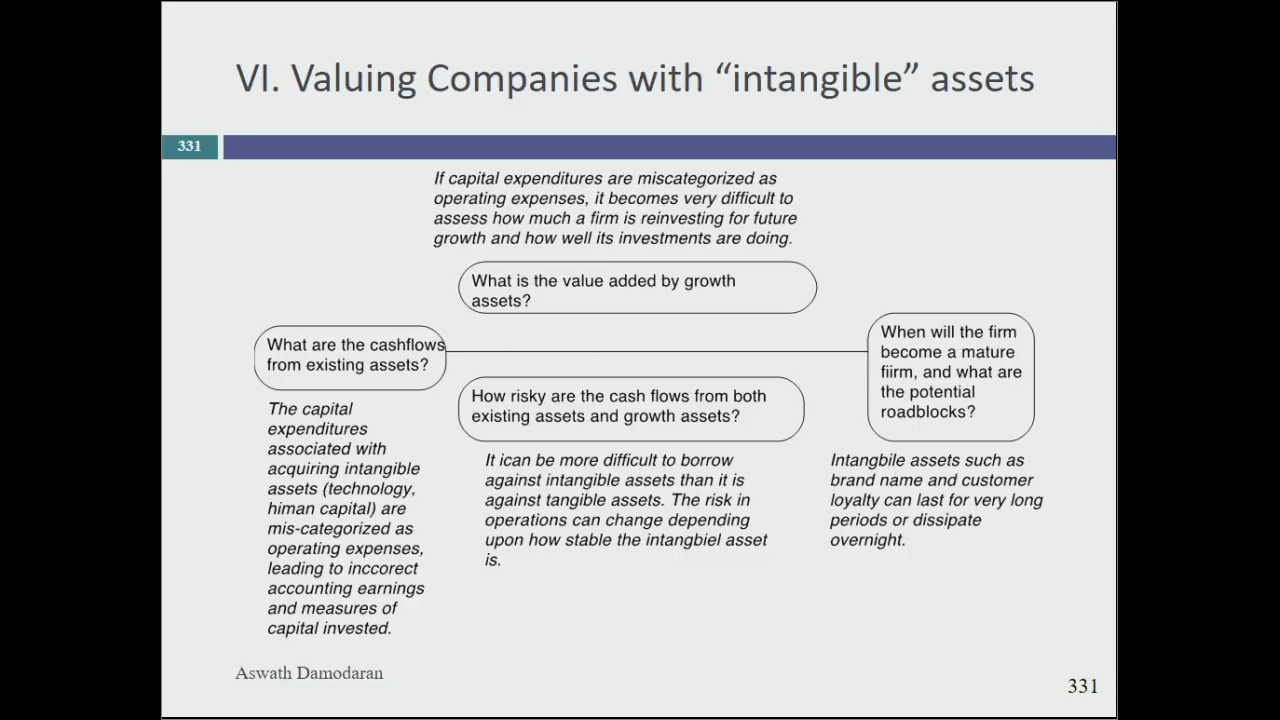 VI. Valuing Companies with “intangible” assets
331
If capital expenditures are miscategorized as
operating expenses, it becomes very difficult to
assess how much a firm is reinvesting for future
growth and how well its investments are doing.
What is the value added by growth
assets?
What are the cashflows
from existing assets?
The capital
expenditures
associated with
acquiring intangible
assets (technology,
himan capital) are
mis-categorized as
operating expenses,
leading to inccorect
accounting earnings
and measures of
capital invested.
How risky are the cash flows from both
existing assets and growth assets?
It ican be more difficult to borrow
against intangible assets than it is
against tangible assets. The risk in
operations can change depending
upon how stable the intangbiel asset
is.
When will the firm
become a mature
fiirm, and what are
the potential
roadblocks?
Intangbile assets such as
brand name and customer
loyalty can last for very long
periods or dissipate
overnight.
Aswath Damodaran
331